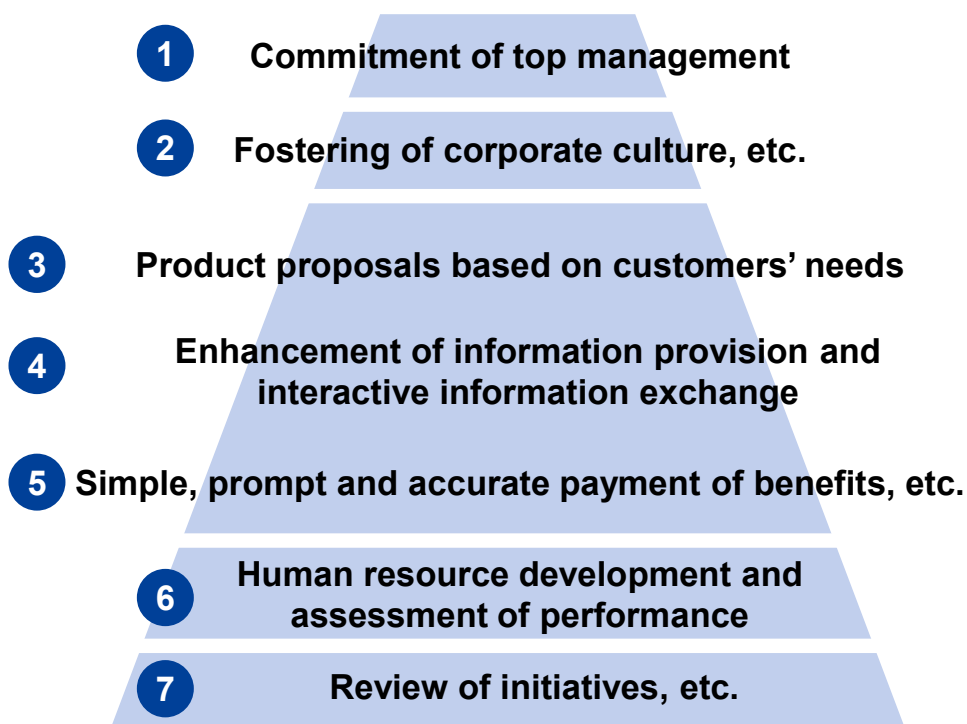 1 Commitment of top management
2 Fostering of corporate culture, etc.
3 Product proposals based on customers’ needs
4 Enhancement of information provision and
interactive information exchange
5 Simple, prompt and accurate payment of benefits, etc.
6 Human resource development and
assessment of performance
7 Review of initiatives, etc.